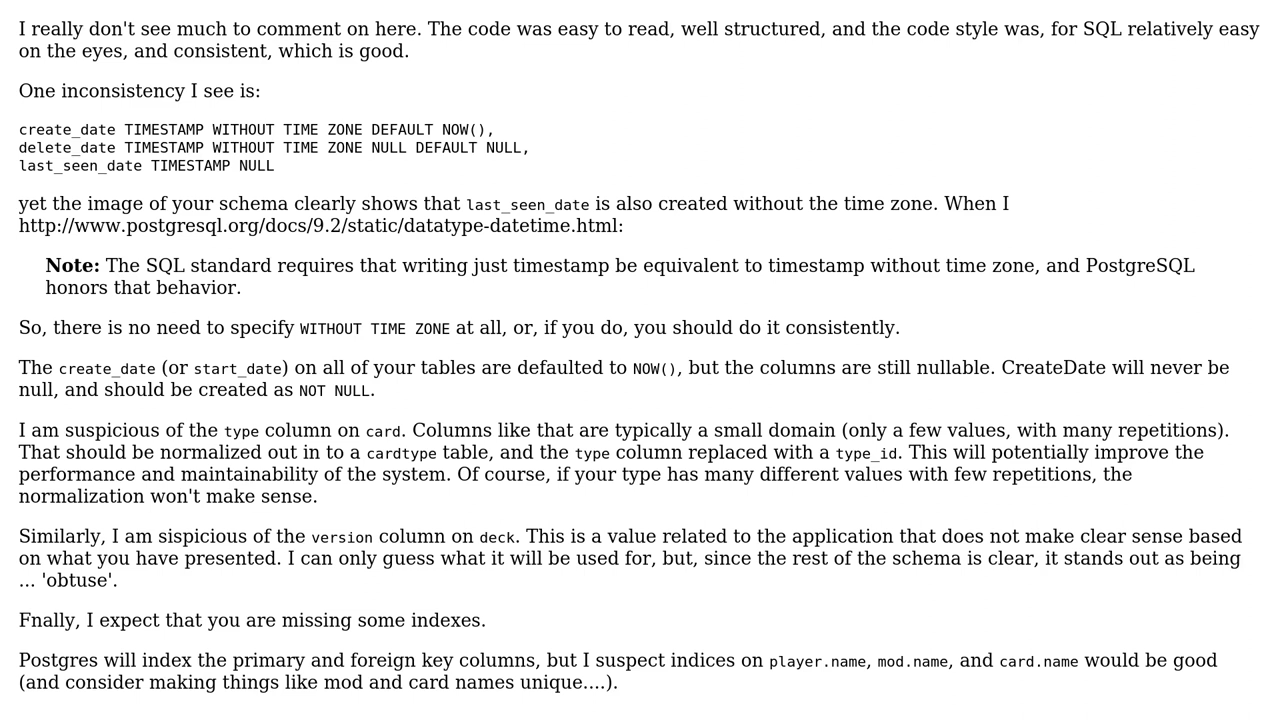 I really don't see much to comment on here. The code was easy to read, well structured, and the code style was, for SQL relatively easy
on the eyes, and consistent, which is good.
One inconsistency I see is:
create_date TIMESTAMP WITHOUT TIME ZONE DEFAULT NOW(),
delete_date TIMESTAMP WITHOUT TIME ZONE NULL DEFAULT NULL,
last_seen_date TIMESTAMP NULL
yet the image of your schema clearly shows that last_seen_date is also created without the time zone. When I
http://www.postgresql.org/docs/9.2/static/datatype-datetime.html:
Note: The SQL standard requires that writing just timestamp be equivalent to timestamp without time zone, and PostgreSQL
honors that behavior.
So, there is no need to specify WITHOUT TIME ZONE at all, or, if you do, you should do it consistently.
The create_date (or start_date) on all of your tables are defaulted to NOW(), but the columns are still nullable. CreateDate will never be
null, and should be created as NOT NULL.
I am suspicious of the type column on card. Columns like that are typically a small domain (only a few values, with many repetitions).
That should be normalized out in to a cardtype table, and the type column replaced with a type_id. This will potentially improve the
performance and maintainability of the system. Of course, if your type has many different values with few repetitions, the
normalization won't make sense.
Similarly, I am sispicious of the version column on deck. This is a value related to the application that does not make clear sense based
on what you have presented. I can only guess what it will be used for, but, since the rest of the schema is clear, it stands out as being
... 'obtuse'.
Fnally, I expect that you are missing some indexes.
Postgres will index the primary and foreign key columns, but I suspect indices on player.name, mod.name, and card.name would be good
(and consider making things like mod and card names unique....).